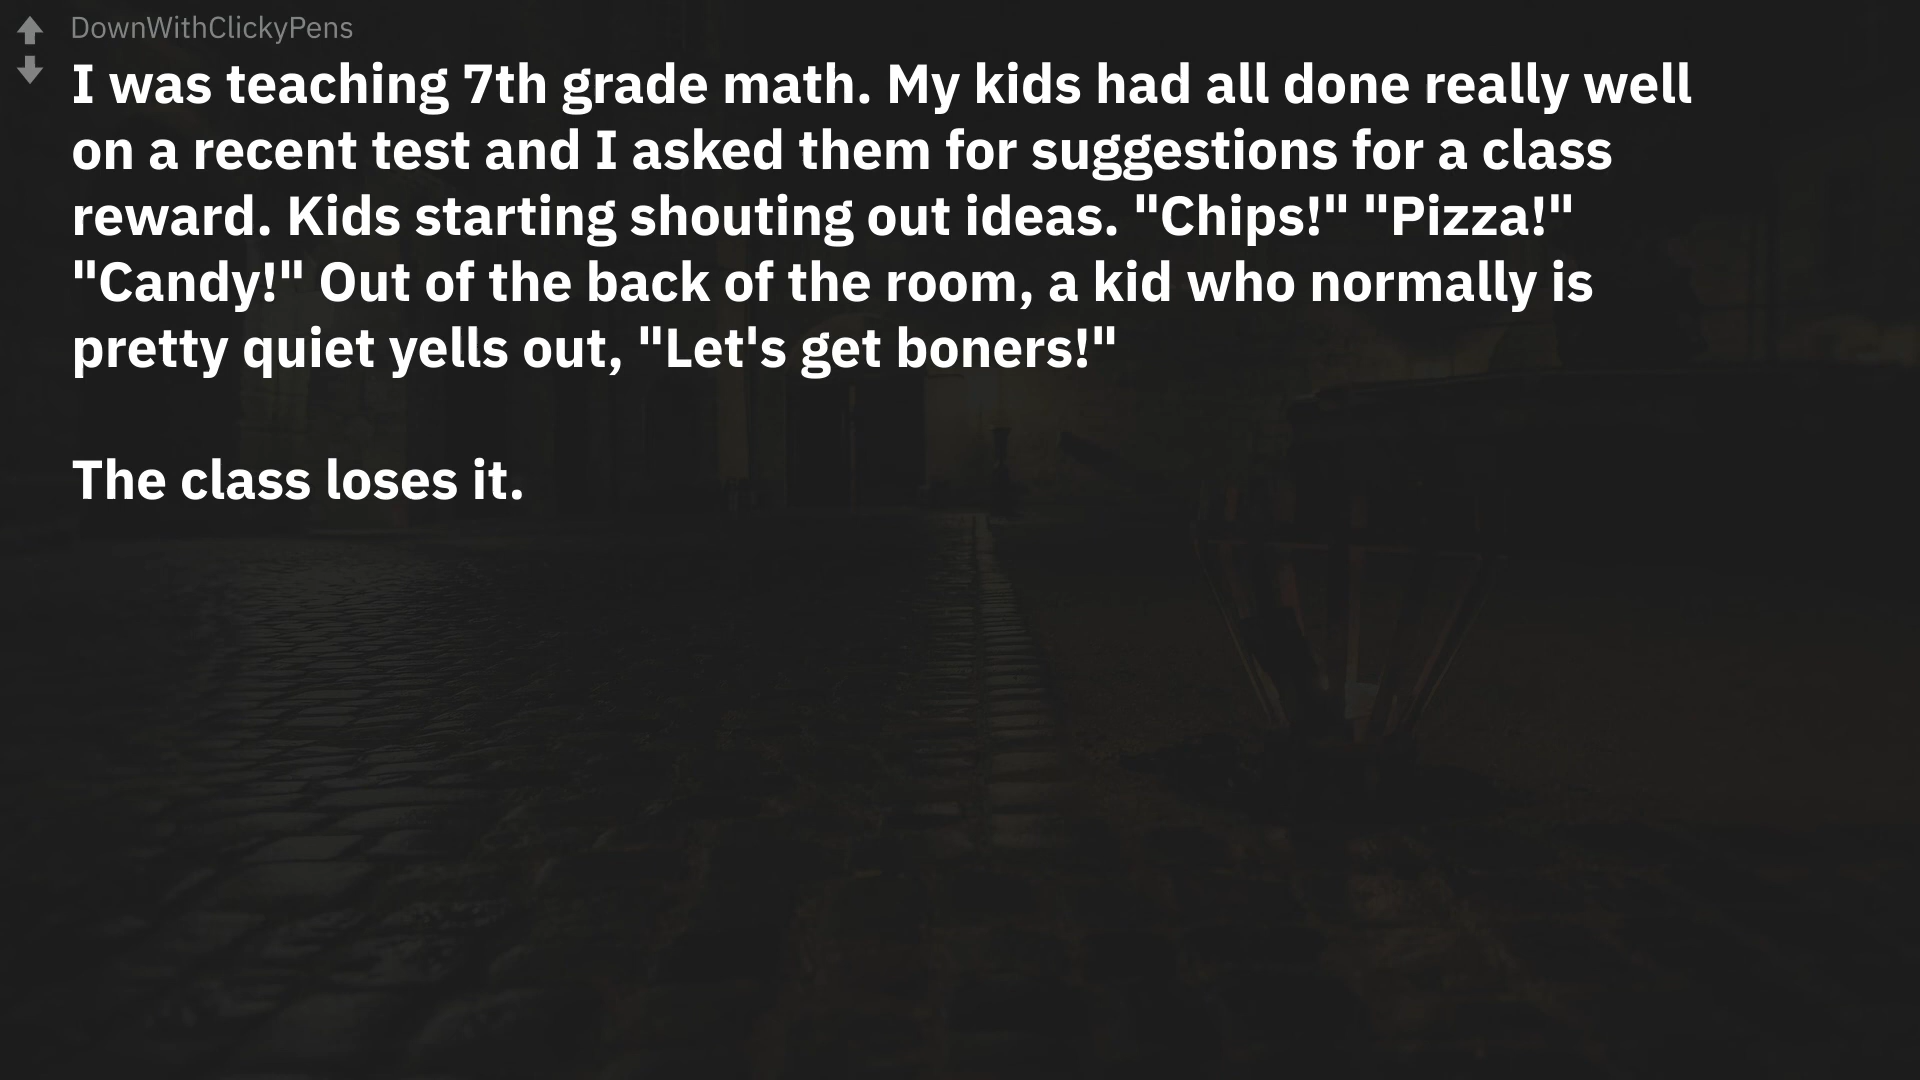 DownWithClickyPens
I was teaching 7th grade math. My kids had all done really well
on a recent test and I asked them for suggestions for a class
reward. Kids starting shouting out ideas. "Chips!" "Pizza!"
"Candy!" Out of the back of the room, a kid who normally is
pretty quiet yells out, "Let's get boners!"
The class loses it.